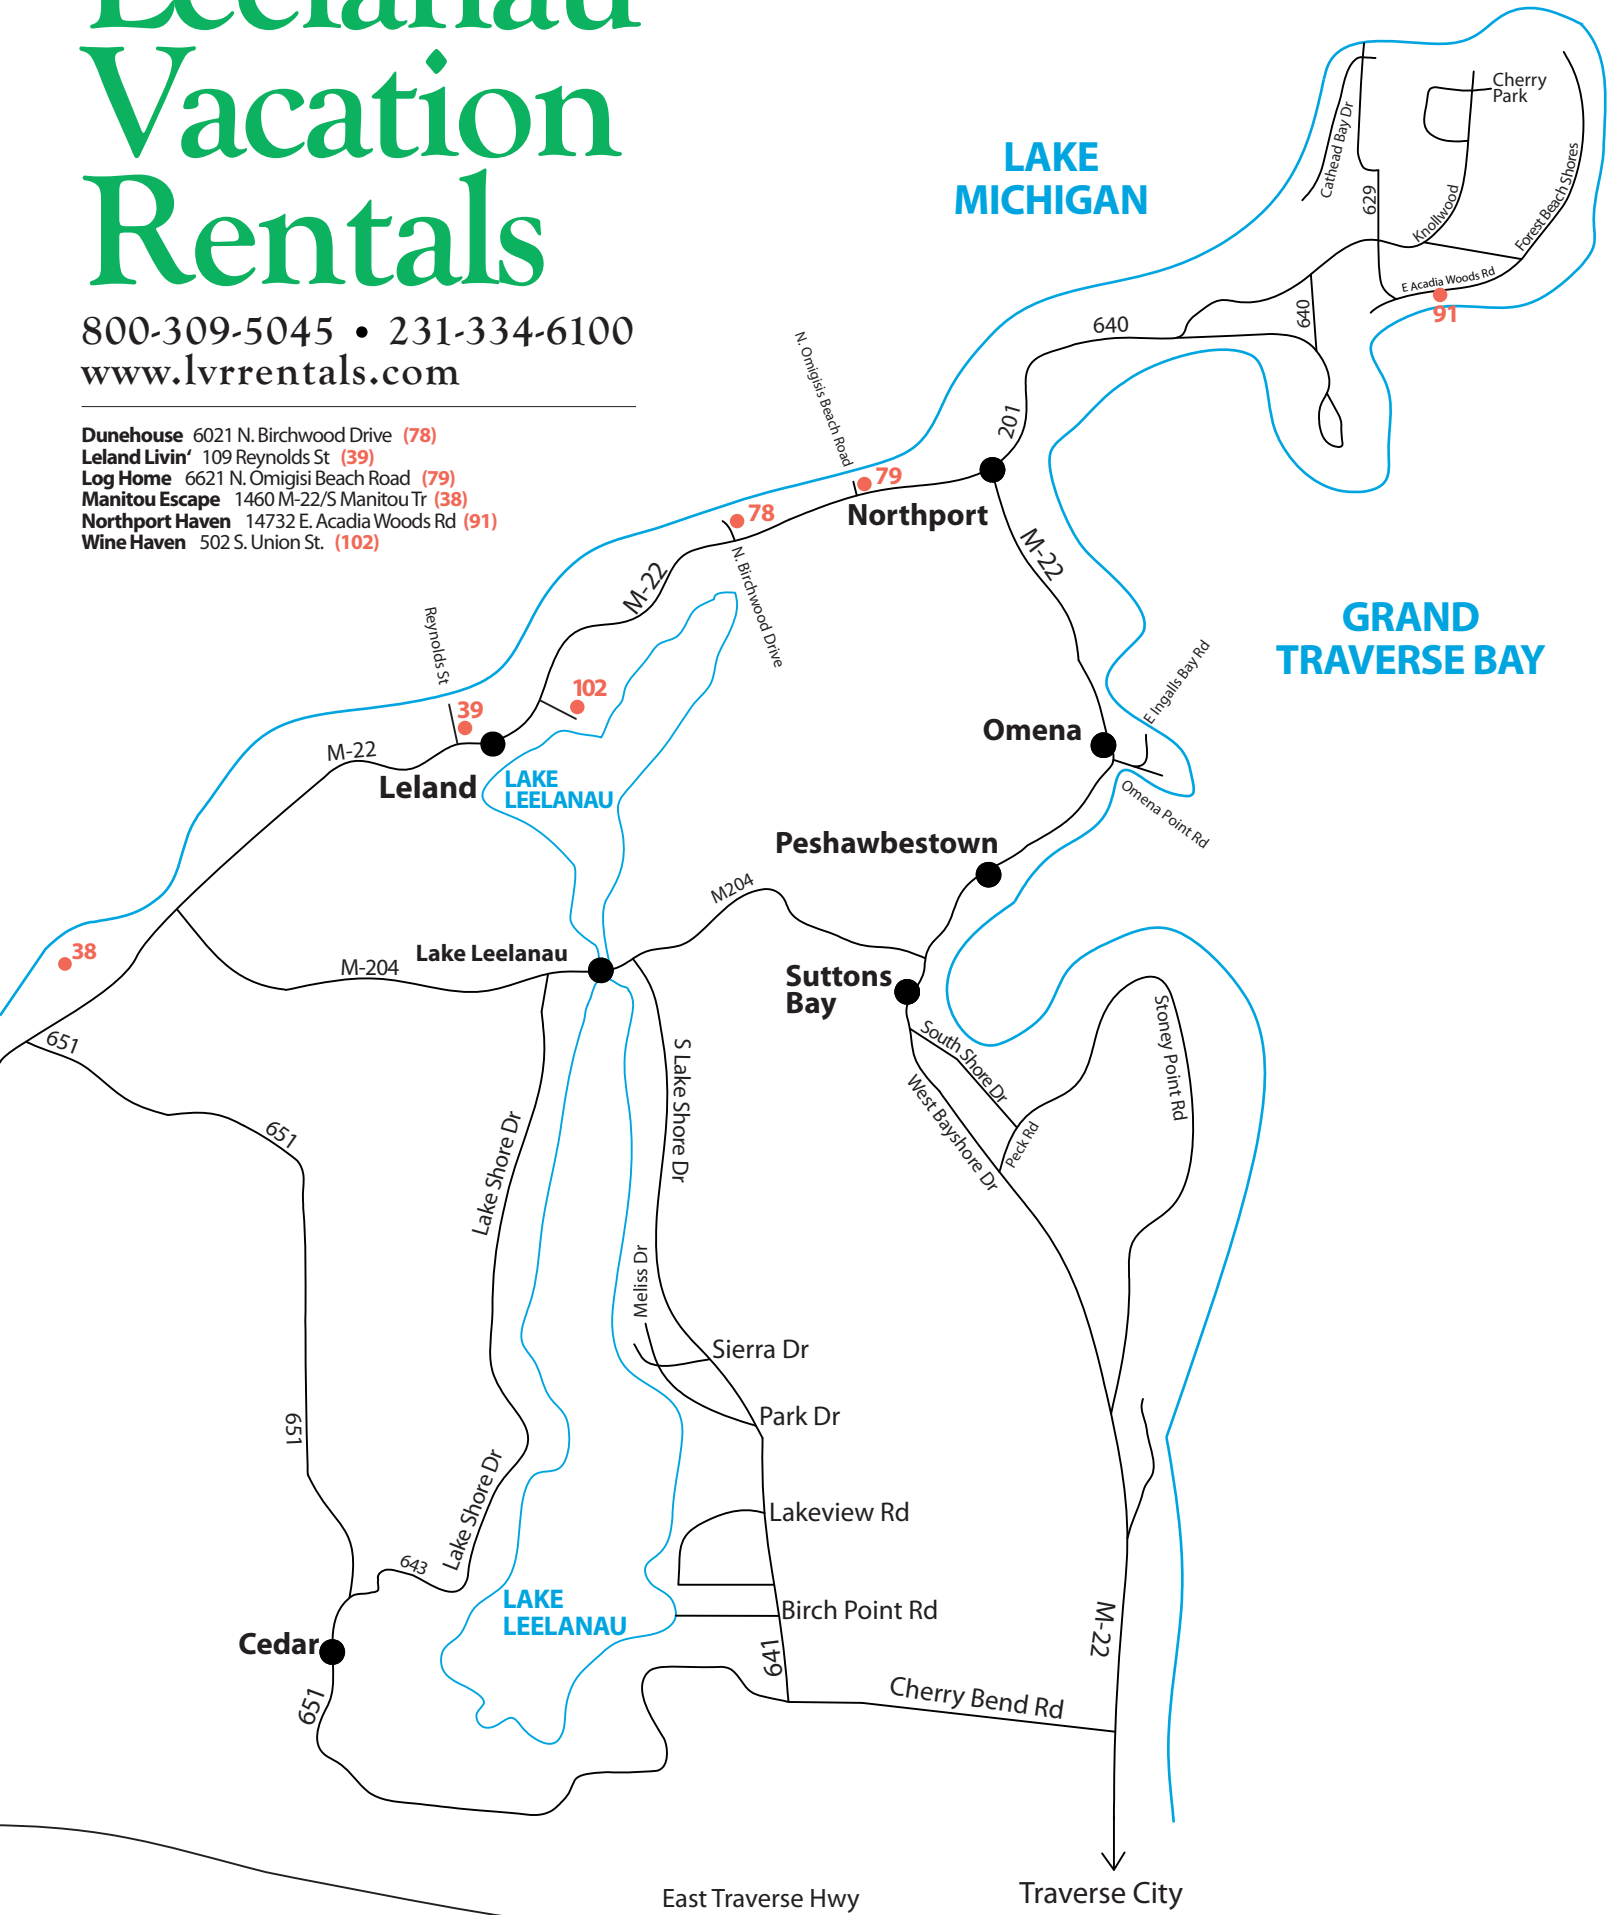 Leelanau
Vacation
Rentals
800-309-5045 • 231-334-6100
www.lvrrentals.com
Dunehouse 6021 N. Birchwood Drive (78)
Leland Livin‘ 109 Reynolds St (39)
Log Home 6621 N. Omigisi Beach Road (79)
Manitou Escape 1460 M-22/S Manitou Tr (38)
Northport Haven 14732 E. Acadia Woods Rd (91)
Wine Haven 502 S. Union St. (102)
LAKE
MICHIGAN
Cherry
Park
Cathead Bay Dr
629
Knollwood
Forest Beach Shores
E Acadia Woods Rd
91
640
640
201
N. Omigisis Beach Road
79
78
Northport
M-22
M-22
N. Birchwood Drive
GRAND
TRAVERSE BAY
Reynolds St
39
102
M-22
Leland
LAKE
LEELANAU
Omena
E Ingalls Bay Rd
Omena Point Rd
Peshawbestown
M204
38
Lake Leelanau
M-204
Suttons
Bay
651
651
South Shore Dr
West Bayshore Dr
Peck Rd
Stoney Point Rd
S Lake Shore Dr
Lake Shore Dr
Meliss Dr
Sierra Dr
Park Dr
651
Lake Shore Dr
Lakeview Rd
643
LAKE
LEELANAU
Birch Point Rd
641
M-22
Cedar
651
Cherry Bend Rd
East Traverse Hwy
Traverse City